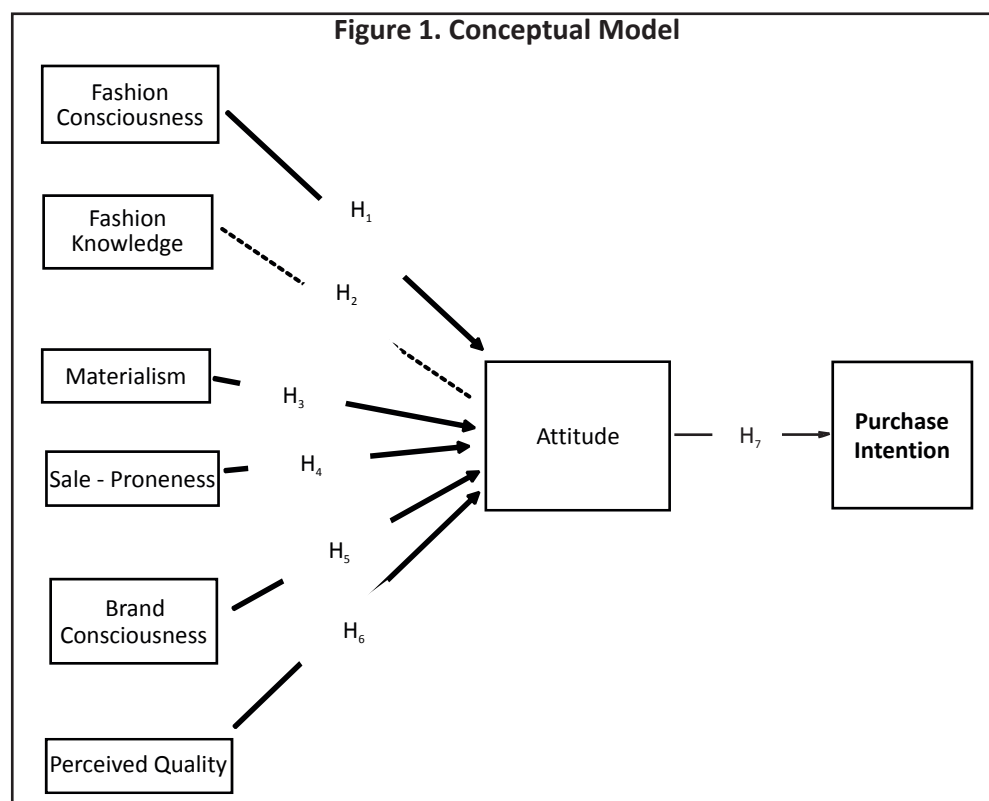 Figure 1. Conceptual Model
Fashion
Consciousness
H₁
Fashion
Knowledge
H₂
Materialism
H₃
Sale - Proneness
H₄
Attitude
H₇
Purchase
Intention
H₅
Brand
Consciousness
H₆
Perceived Quality